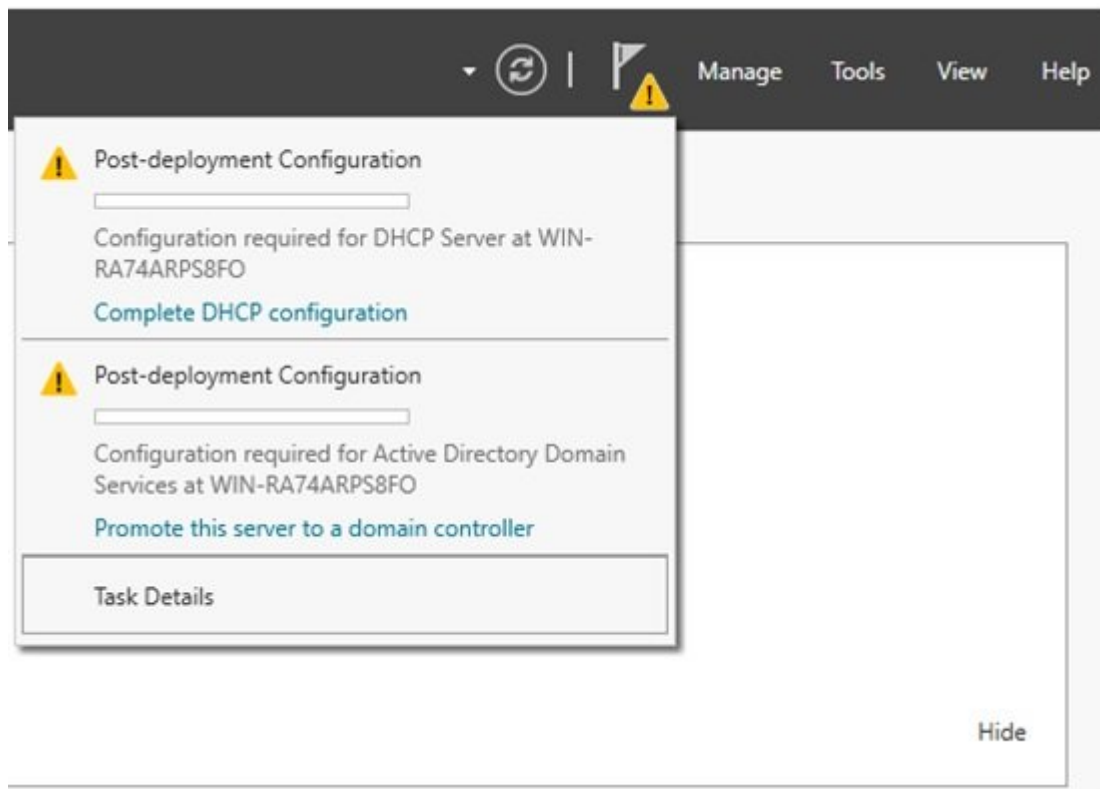 Manage Tools View Help
Post-deployment Configuration
Configuration required for DHCP Server at WIN-
RA74ARPS8FO
Complete DHCP configuration
Post-deployment Configuration
Configuration required for Active Directory Domain
Services at WIN-RA74ARPS8FO
Promote this server to a domain controller
Task Details
Hide